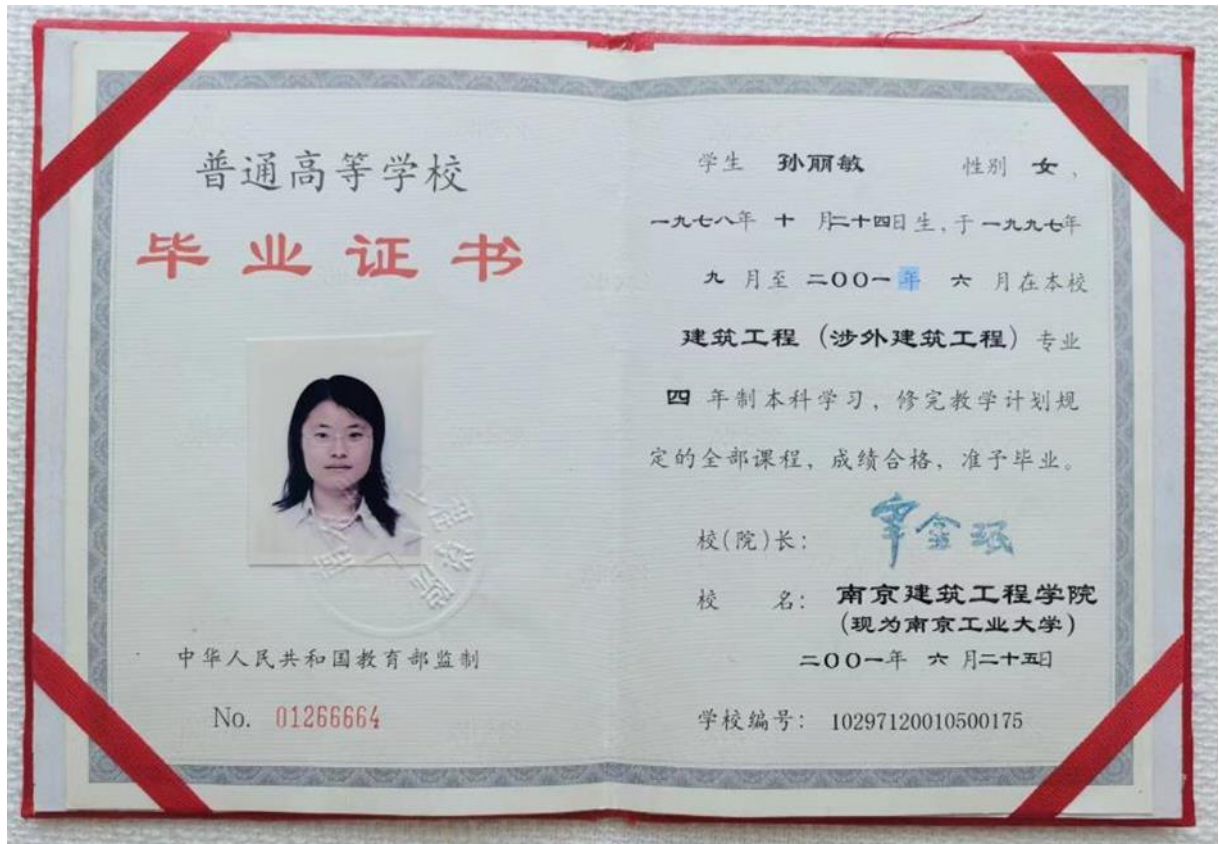 普通高等学校
毕业证书
中华人民共和国教育部监制
No. 01266664
学生 孙丽敏 性别 女，
一九七八年 十 月二十四日生，于一九九七年
九 月至 二〇〇一年 六 月在本校
建筑工程（涉外建筑工程）专业
四 年制本科学习，修完教学计划规
定的全部课程，成绩合格，准予毕业。
校(院)长：
校 名：南京建筑工程学院
(现为南京工业大学)
二〇〇一年 六 月二十五日
学校编号：10297120010500175